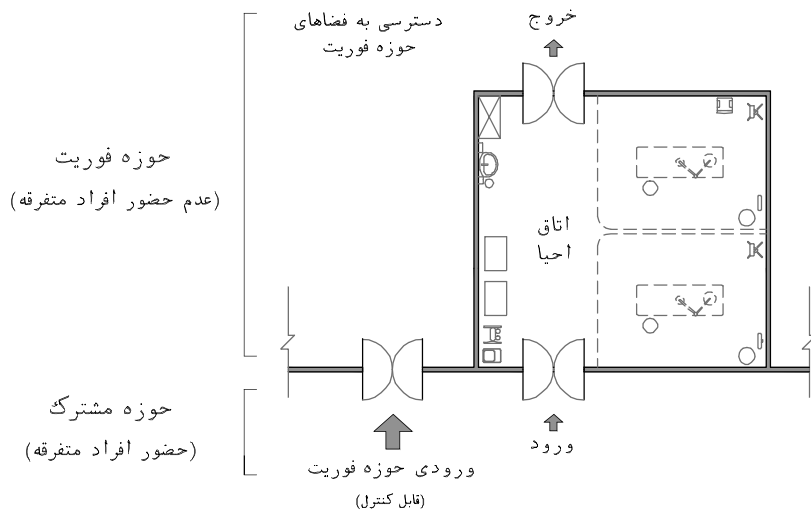 خروج
دسترسی به فضاهای
حوزه فوریت
حوزه فوریت
(عدم حضور افراد متفرقه)
اتاق
احیا
حوزه مشترک
(حضور افراد متفرقه)
ورود
ورودی حوزه فوریت
(قابل کنترل)